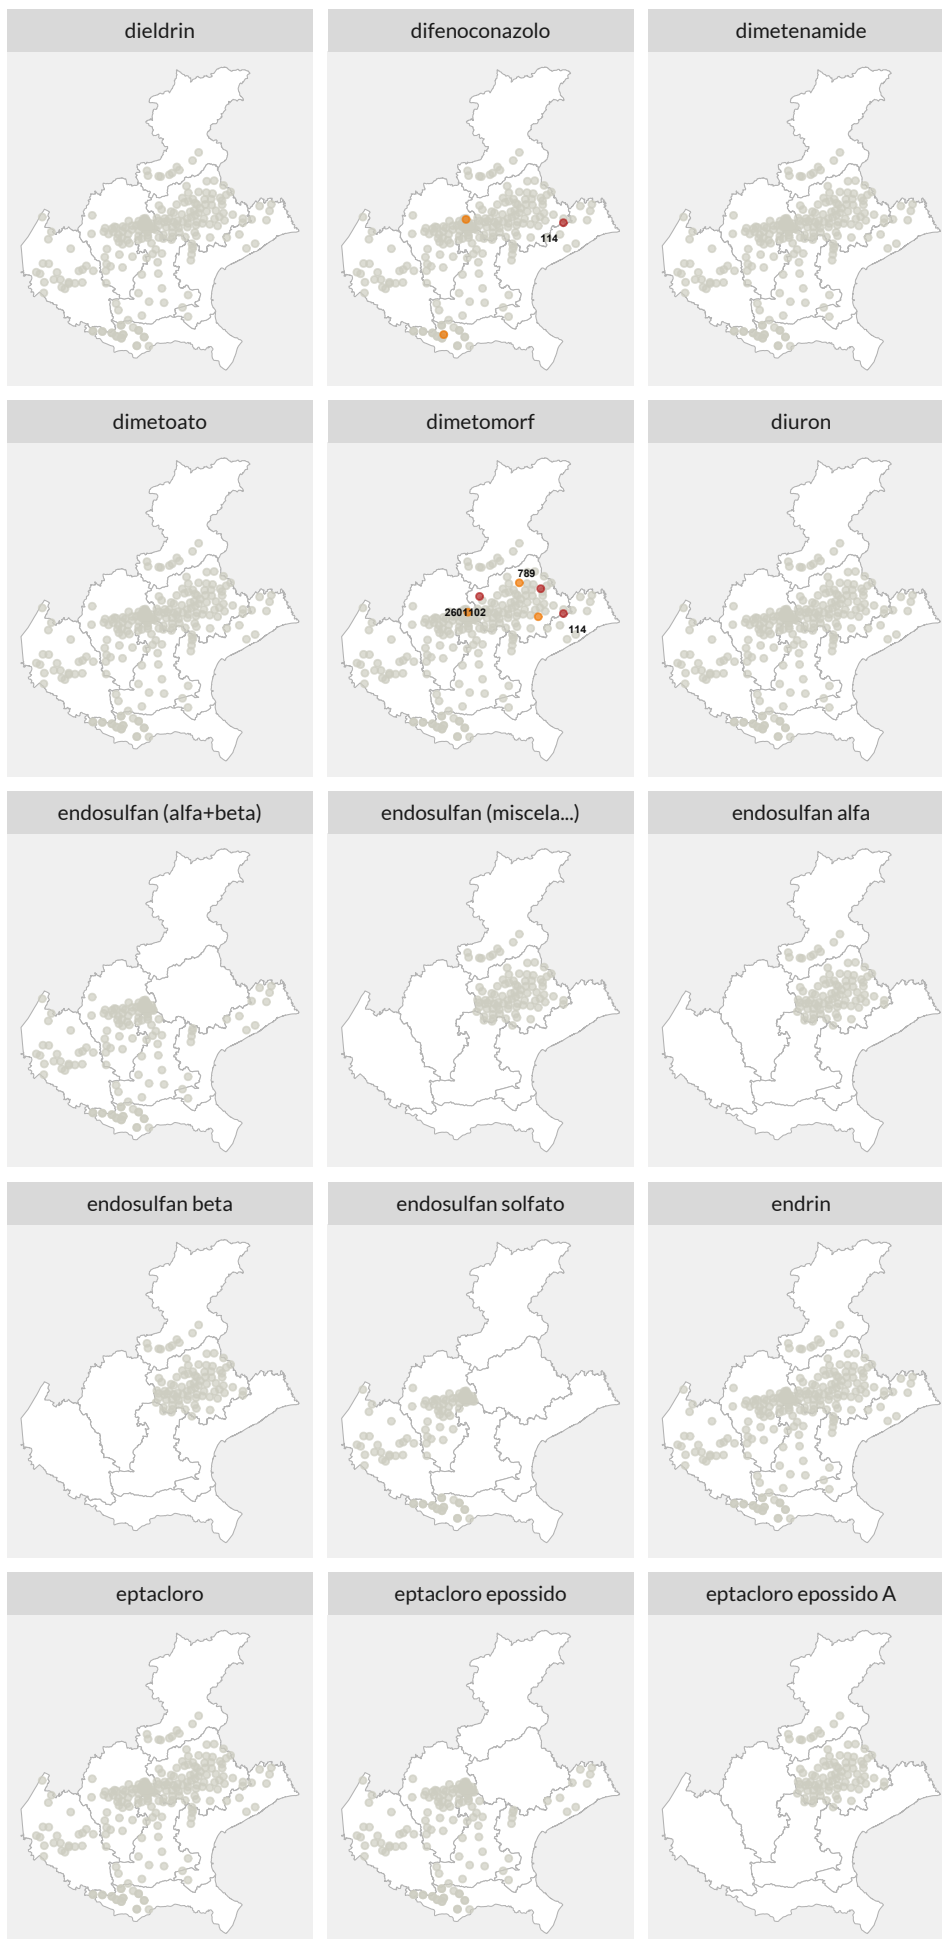 dieldrin
difenoconazolo
dimetenamide
114
dimetoato
dimetomorf
diuron
789
2601102
114
endosulfan (alfa+beta)
endosulfan (miscela...)
endosulfan alfa
endosulfan beta
endosulfan solfato
endrin
eptacloro
eptacloro epossido
eptacloro epossido A